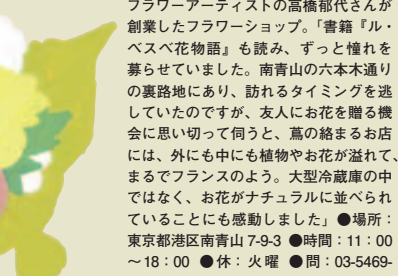 フラワーアーティストの高橋郁代さんが
創業したフラワーショップ。「書籍『ル・
ベスベ花物語』も読み、ずっと憧れを
募らせていました。南青山の六本木通り
の裏路地にあり、訪れるタイミングを逃
していたのですが、友人にお花を贈る機
会に思い切って伺うと、蔦の絡まるお店
には、外にも中にも植物やお花が溢れて、
まるでフランスのよう。大型冷蔵庫の中
ではなく、お花がナチュラルに並べられ
ていることにも感動しました」●場所：
東京都港区南青山 7-9-3 ●時間：11：00
～18：00 ●休：火曜 ●問：03-5469-